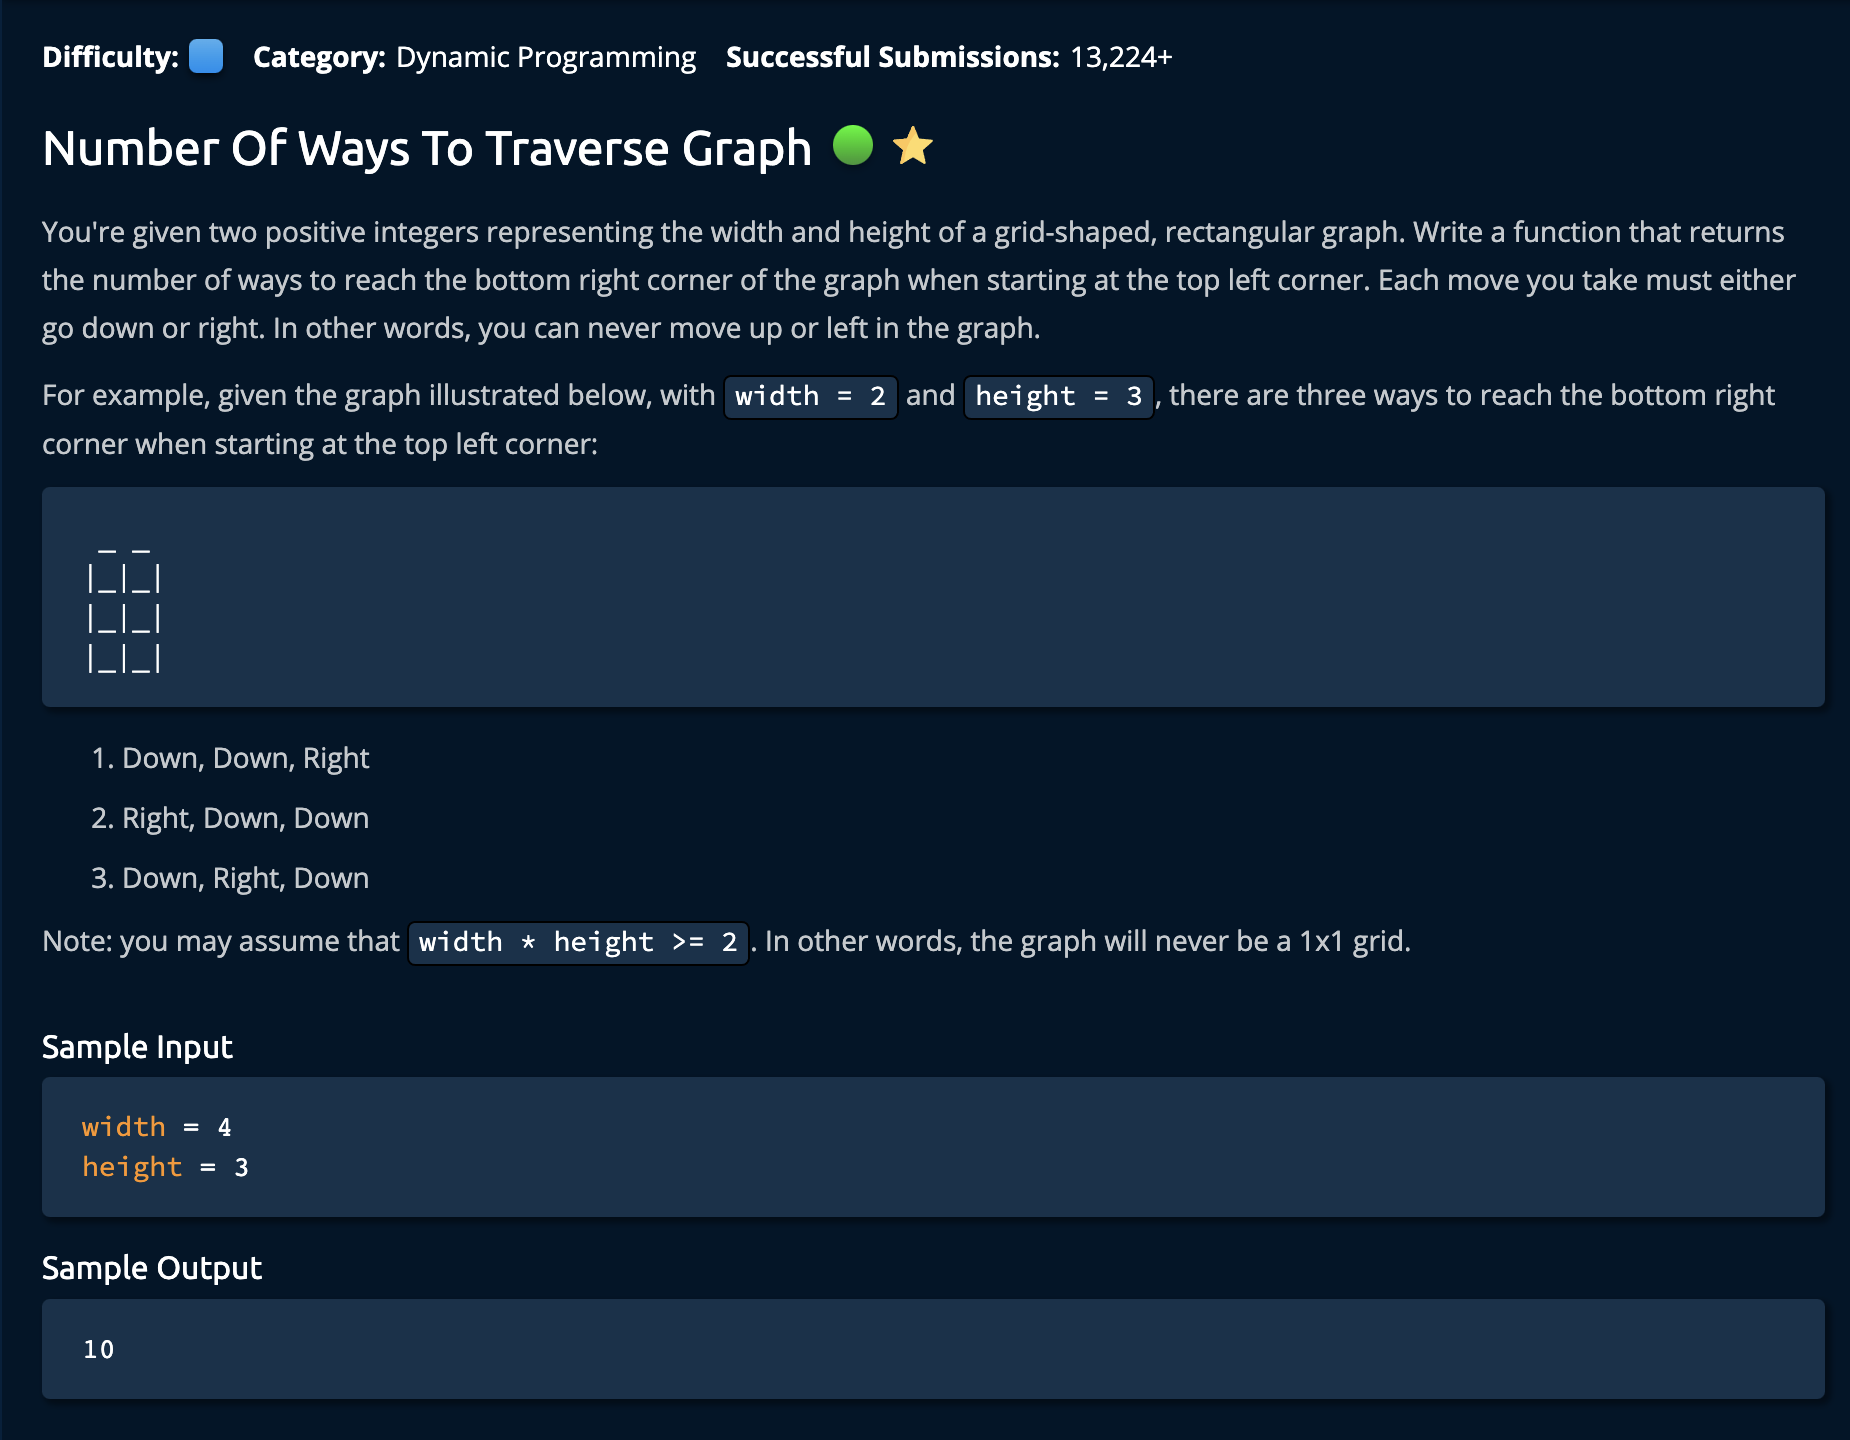 Difficulty: Category: Dynamic Programming Successful Submissions: 13,224+
Number Of Ways To Traverse Graph
You're given two positive integers representing the width and height of a grid-shaped, rectangular graph. Write a function that returns
the number of ways to reach the bottom right corner of the graph when starting at the top left corner. Each move you take must either
go down or right. In other words, you can never move up or left in the graph.
For example, given the graph illustrated below, with width = 2 and height = 3, there are three ways to reach the bottom right
corner when starting at the top left corner:
 _ _
|_|_|
|_|_|
|_|_|
1. Down, Down, Right
2. Right, Down, Down
3. Down, Right, Down
Note: you may assume that width * height >= 2. In other words, the graph will never be a 1x1 grid.
Sample Input
width = 4
height = 3
Sample Output
10